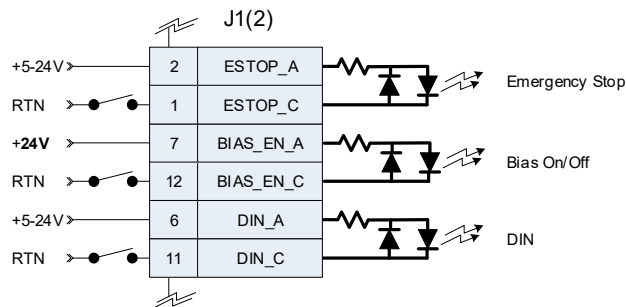 J1(2)
+5-24V 2 ESTOP_A
RTN 1 ESTOP_C
Emergency Stop
+24V 7 BIAS_EN_A
RTN 12 BIAS_EN_C
Bias On/Off
+5-24V 6 DIN_A
RTN 11 DIN_C
DIN